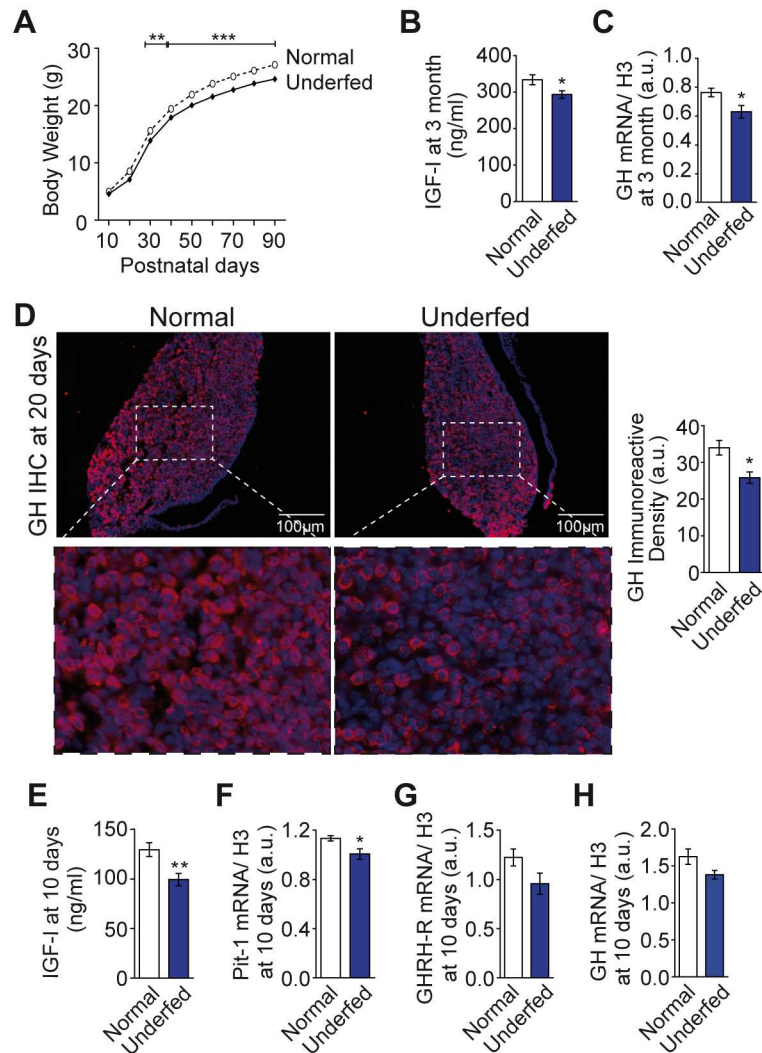 A
** ***
Normal
Underfed
Body Weight (g)
30
20
10
0
10 30 50 70 90
Postnatal days
B
IGF-I at 3 month
(ng/ml)
400
300
200
100
0
*
Normal
Underfed
C
GH mRNA/ H3
at 3 month (a.u.)
1.0
0.8
0.6
0.4
0.2
0.0
*
Normal
Underfed
D
Normal
Underfed
GH IHC at 20 days
100µm
100µm
GH Immunoreactive
Density (a.u.)
40
30
20
10
0
*
Normal
Underfed
E
IGF-I at 10 days
(ng/ml)
150
100
50
0
**
Normal
Underfed
F
Pit-1 mRNA/ H3
at 10 days (a.u.)
1.2
0.8
0.4
0.0
*
Normal
Underfed
G
GHRH-R mRNA/ H3
at 10 days (a.u.)
1.5
1.0
0.5
0.0
Normal
Underfed
H
GH mRNA/ H3
at 10 days (a.u.)
2.0
1.5
1.0
0.5
0.0
Normal
Underfed